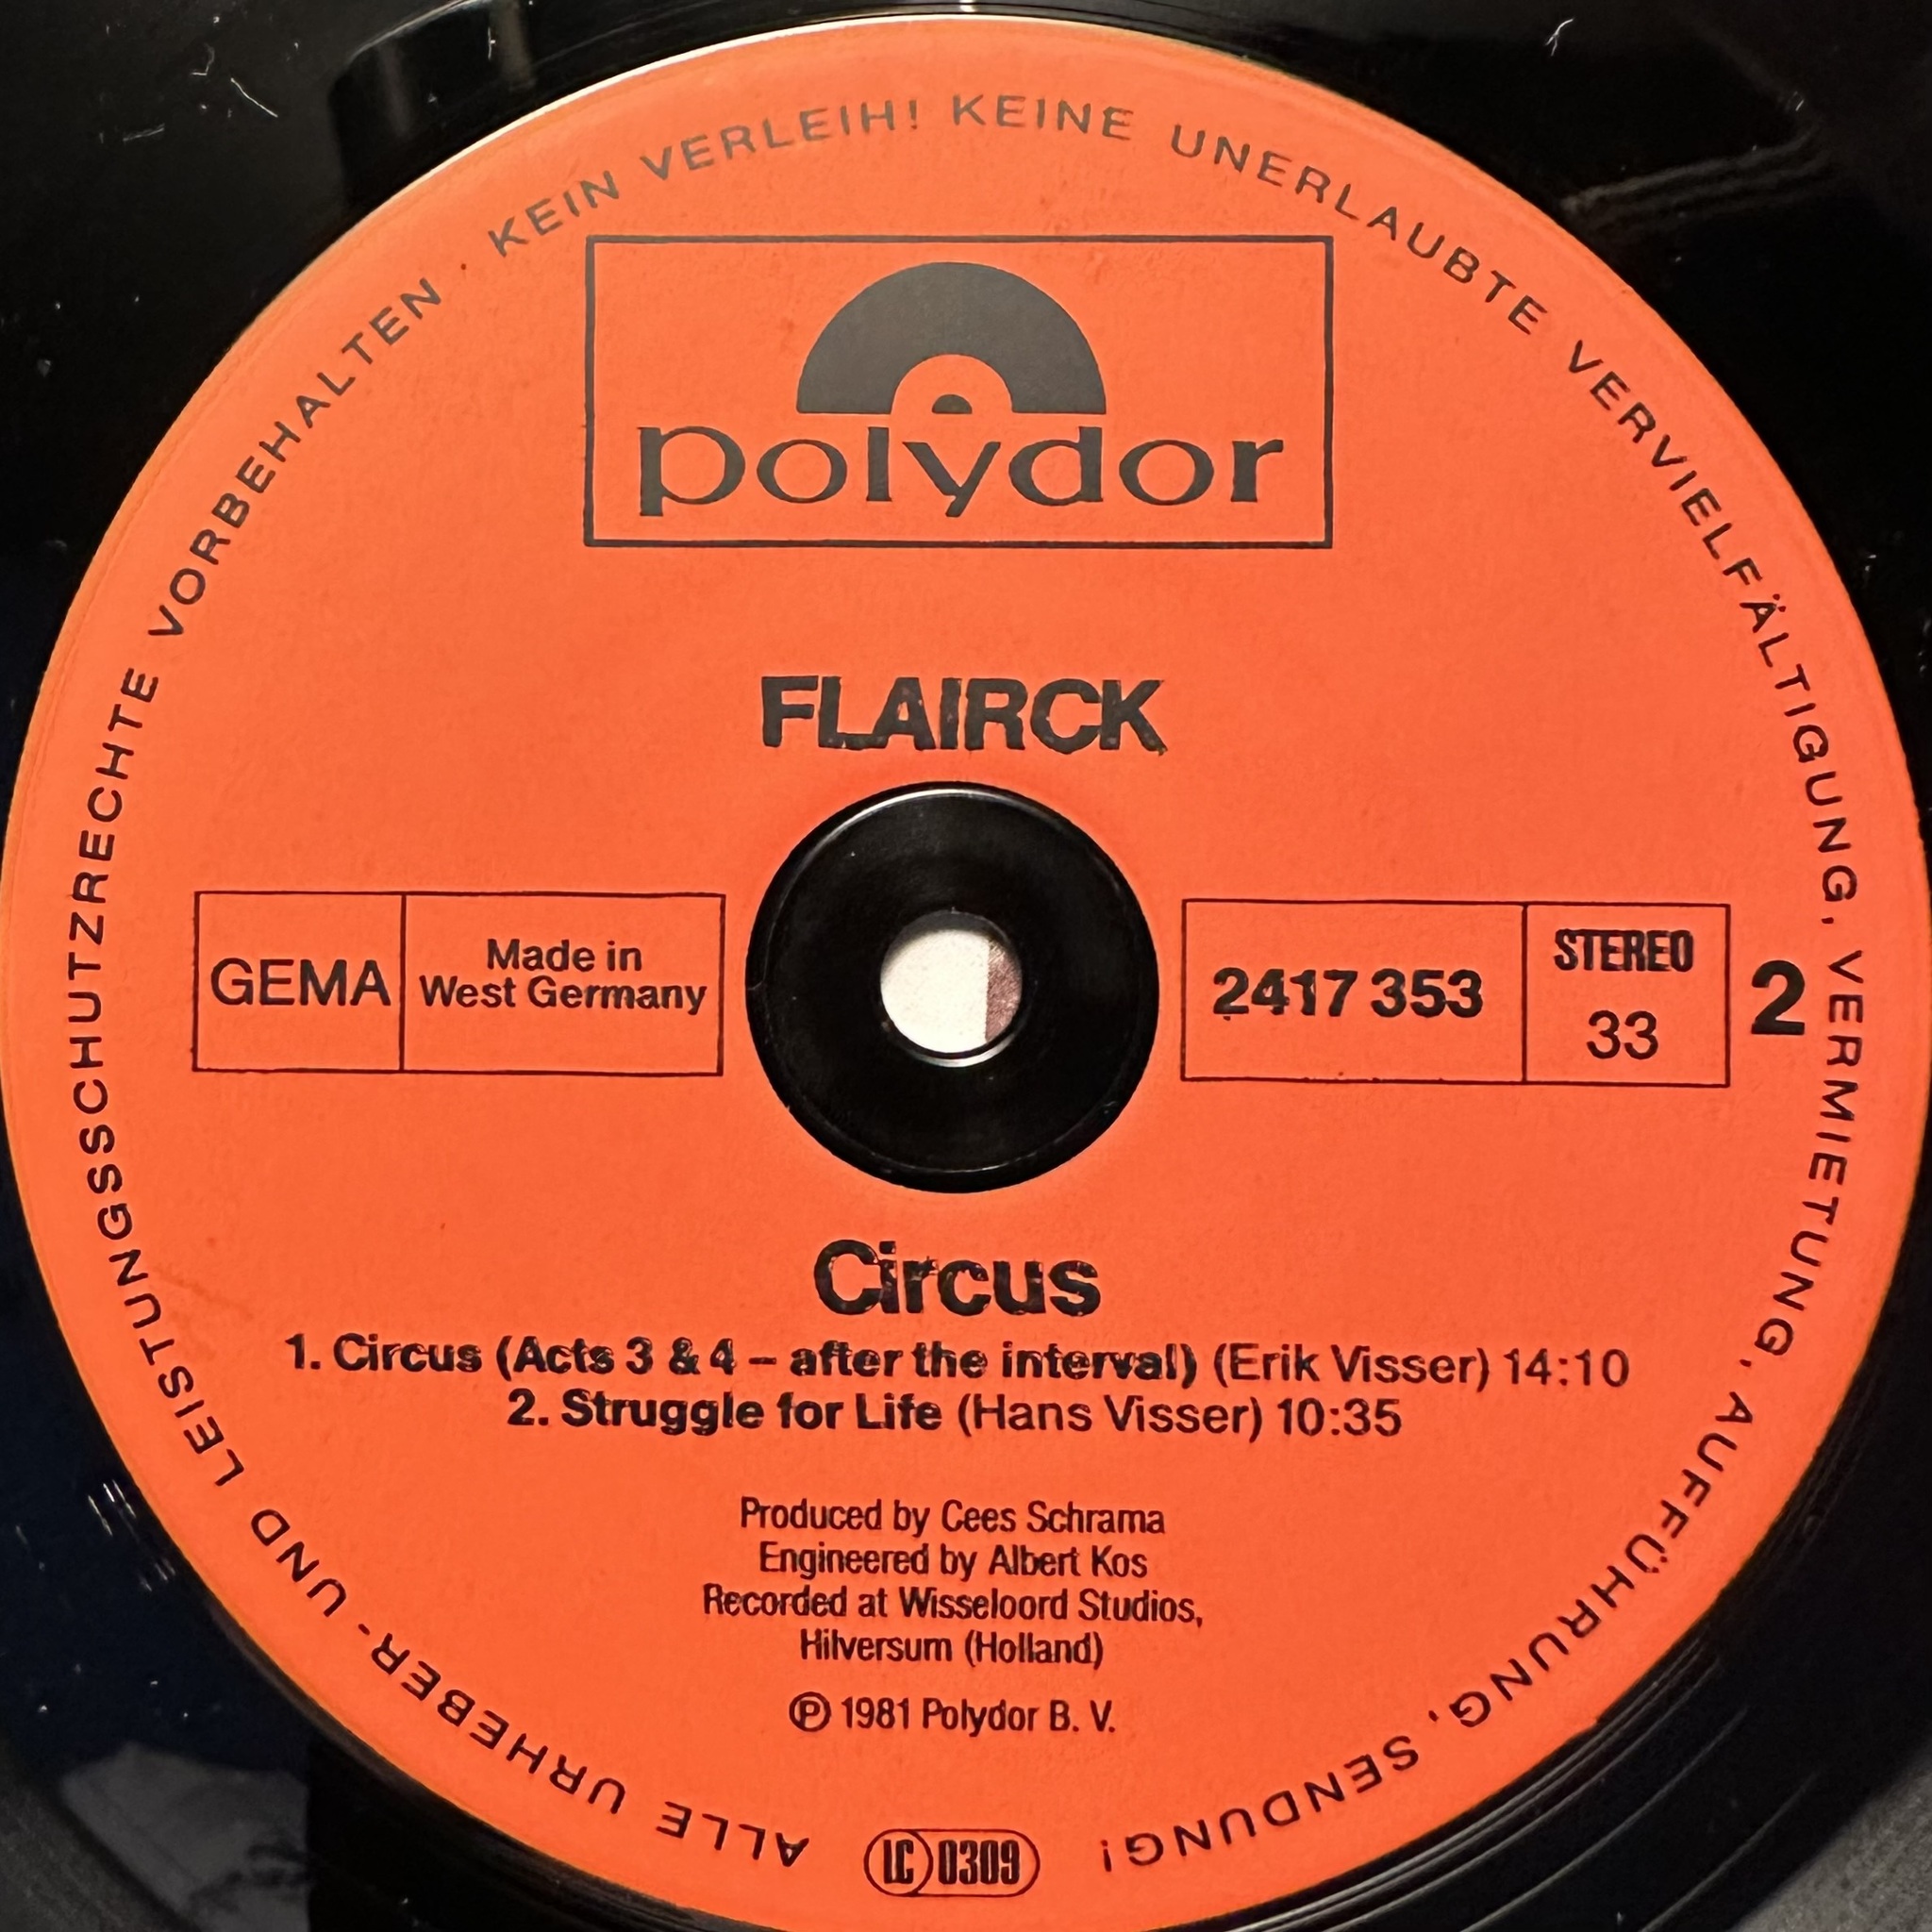 ALLE URHEBER- UND LEISTUNGSSCHUTZRECHTE VORBEHALTEN · KEIN VERLEIH! KEINE UNERLAUBTE VERVIELFÄLTIGUNG, VERMIETUNG, AUFFÜHRUNG, SENDUNG!
polydor
FLAIRCK
GEMA
Made in
West Germany
2417 353
STEREO
33
2
Circus
1. Circus (Acts 3 & 4 – after the interval) (Erik Visser) 14:10
2. Struggle for Life (Hans Visser) 10:35
Produced by Cees Schrama
Engineered by Albert Kos
Recorded at Wisseloord Studios,
Hilversum (Holland)
℗ 1981 Polydor B. V.
LC 0309